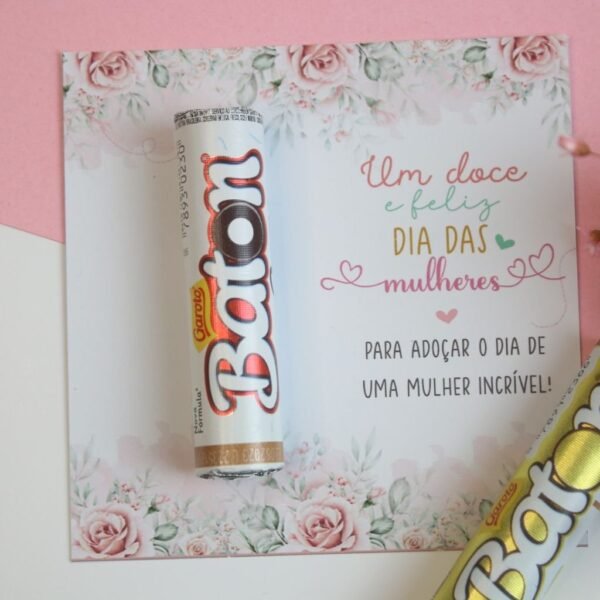 Um doce
e feliz
DIA DAS
mulheres
PARA ADOÇAR O DIA DE
UMA MULHER INCRÍVEL!
Garoto
Baton
Nova
Fórmula*
Garoto
Baton